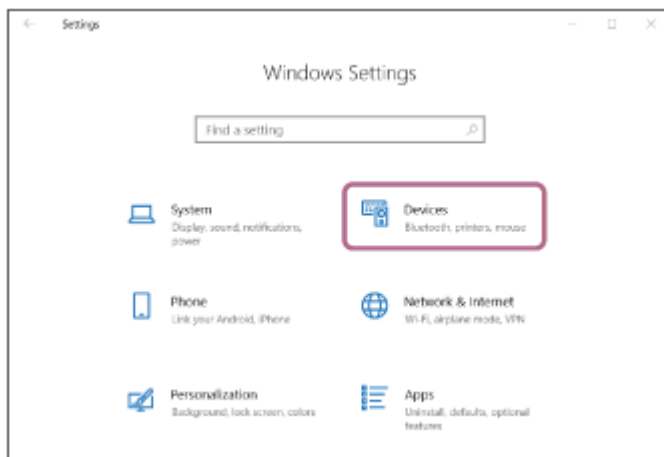 Settings
Windows Settings
Find a setting
System
Display, sound, notifications,
power
Devices
Bluetooth, printers, mouse
Phone
Link your Android, iPhone
Network & Internet
Wi-Fi, airplane mode, VPN
Personalization
Background, lock screen, colors
Apps
Uninstall, defaults, optional
features